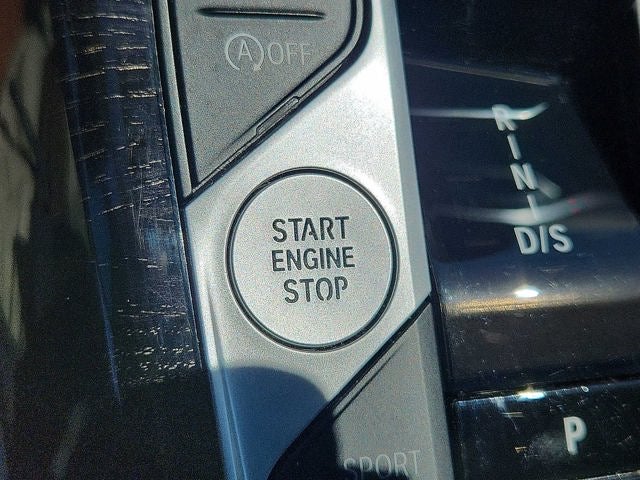 A OFF
START
ENGINE
STOP
SPORT
R
N
D/S
P